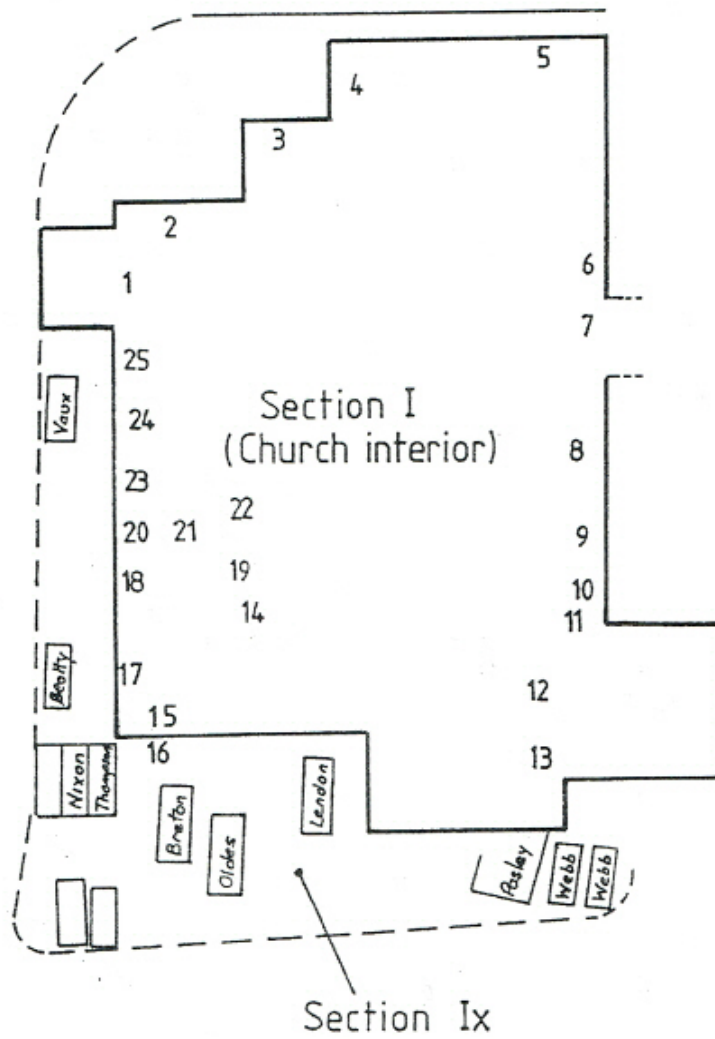 5
4
3
2
6
1
7
25
Vaux
Section I
24
(Church interior)
8
23
22
20
21
9
19
18
10
14
11
Beatty
17
12
15
16
13
Nixon
Thompson
Lendon
Breton
Oldes
Pasley
Webb
Webb
Section Ix